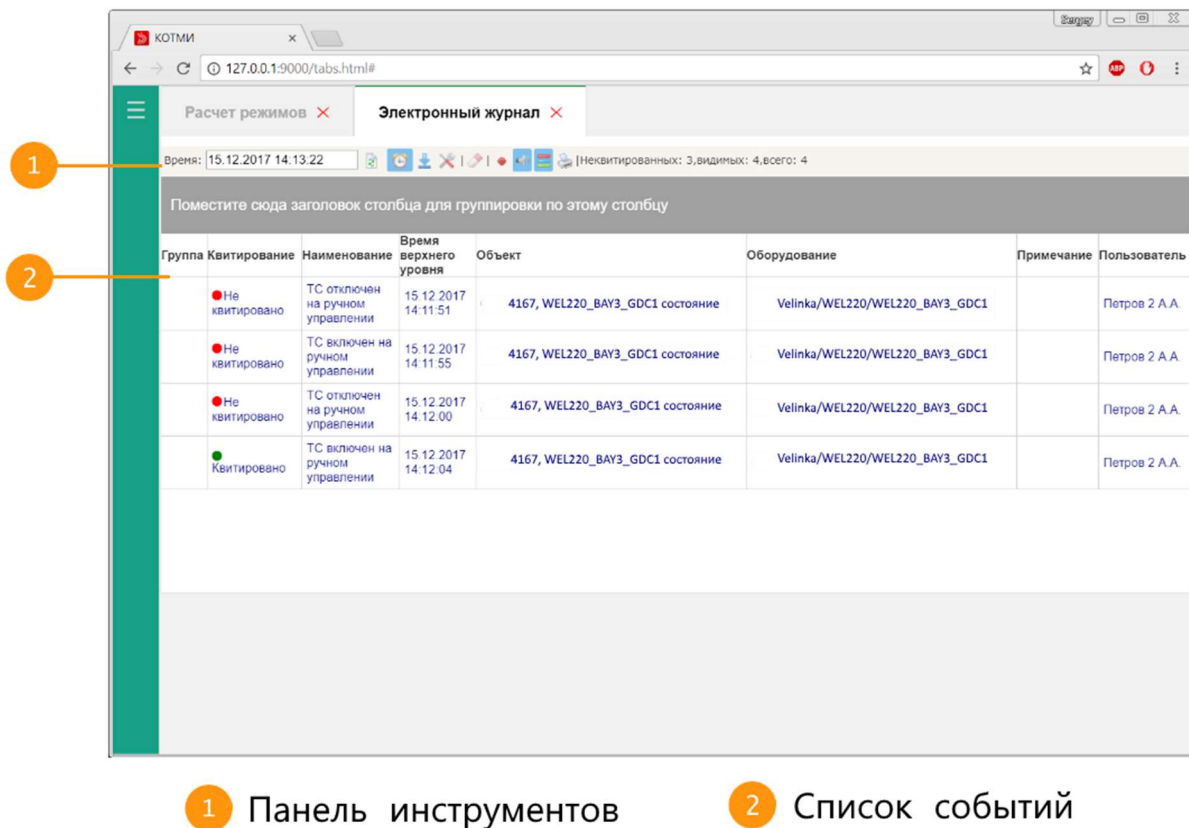 Sergey
КОТМИ
127.0.0.1:9000/tabs.html#
ABP
Расчет режимов
Электронный журнал
1
Время: 15.12.2017 14:13:22 | | |Неквитированных: 3,видимых: 4,всего: 4
Поместите сюда заголовок столбца для группировки по этому столбцу
2
Группа Квитирование Наименование Время верхнего уровня Объект Оборудование Примечание Пользователь
Не квитировано ТС отключен на ручном управлении 15.12.2017 14:11:51 4167, WEL220_BAY3_GDC1 состояние Velinka/WEL220/WEL220_BAY3_GDC1 Петров 2 А.А.
Не квитировано ТС включен на ручном управлении 15.12.2017 14:11:55 4167, WEL220_BAY3_GDC1 состояние Velinka/WEL220/WEL220_BAY3_GDC1 Петров 2 А.А.
Не квитировано ТС отключен на ручном управлении 15.12.2017 14:12:00 4167, WEL220_BAY3_GDC1 состояние Velinka/WEL220/WEL220_BAY3_GDC1 Петров 2 А.А.
Квитировано ТС включен на ручном управлении 15.12.2017 14:12:04 4167, WEL220_BAY3_GDC1 состояние Velinka/WEL220/WEL220_BAY3_GDC1 Петров 2 А.А.
1 Панель инструментов
2 Список событий